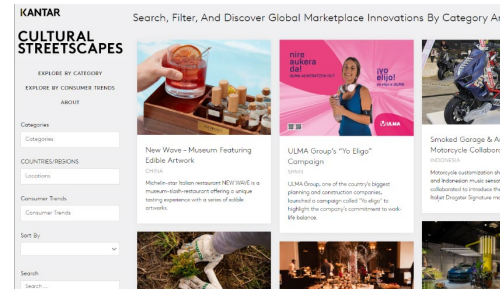 KANTAR
Search, Filter, And Discover Global Marketplace Innovations By Category An
CULTURAL
STREETSCAPES
EXPLORE BY CATEGORY
EXPLORE BY CONSUMER TRENDS
ABOUT
Categories
Categories
COUNTRIES/REGIONS
Locations
Consumer Trends
Consumer Trends
Sort By
Search
Search...
New Wave – Museum Featuring
Edible Artwork
CHINA
Michelin-star Italian restaurant NEW WAVE is a
museum-slash-restaurant offering a unique
tasting experience with a series of edible
artworks.
nire
aukera
da!
¡yo
elijo!
ULMA
ULMA Group's "Yo Eligo"
Campaign
SPAIN
ULMA Group, one of the country's biggest
planning and construction companies,
launched a campaign called "Yo eligo" to
highlight the company's commitment to work-
life balance.
Smoked Garage & A
Motorcycle Collabor
INDONESIA
Motorcycle customization sh
and Indonesian music sensat
collaborated to introduce the
Italjet Dragster Signature mo